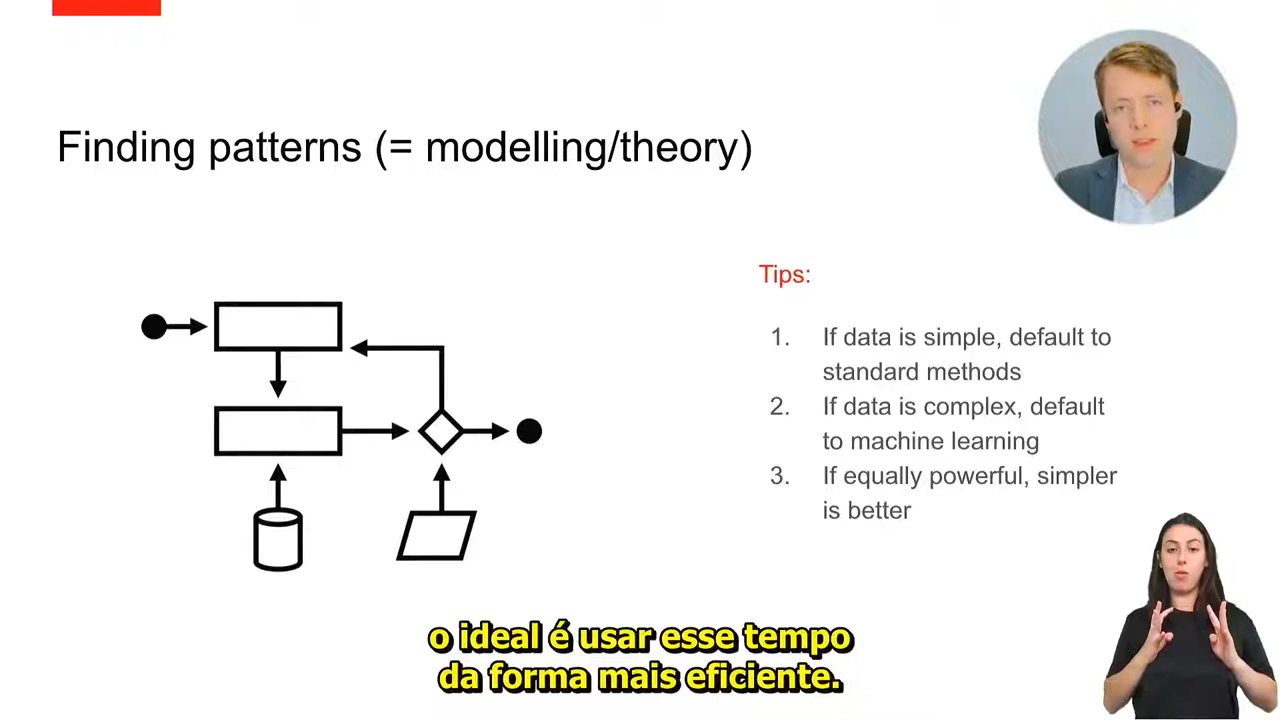 Finding patterns (= modelling/theory)
Tips:
1. If data is simple, default to
standard methods
2. If data is complex, default
to machine learning
3. If equally powerful, simpler
is better
o ideal é usar esse tempo
da forma mais eficiente.